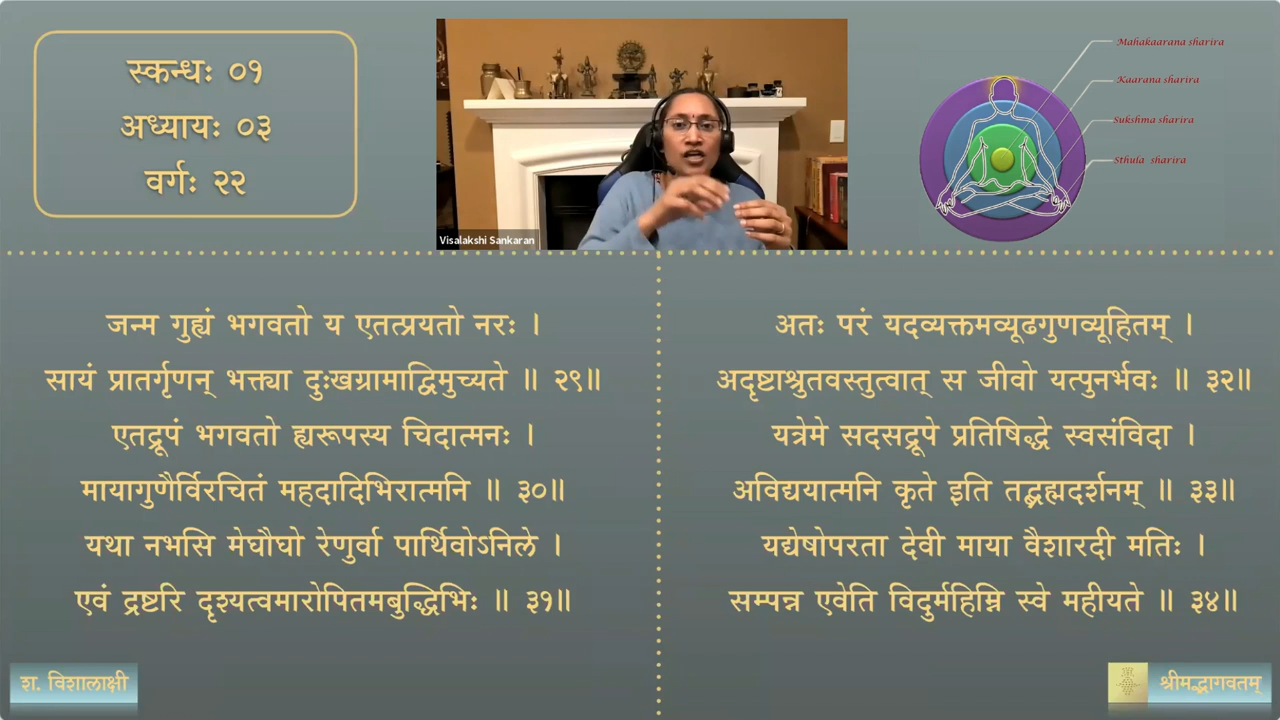 स्कन्धः ०१
अध्यायः ०३
वर्गः २२
Visalakshi Sankaran
Mahakaarana sharira
Kaarana sharira
Sukshma sharira
Sthula sharira
जन्म गुह्यं भगवतो य एतत्प्रयतो नरः ।
सायं प्रातर्गृणन् भक्त्या दुःखग्रामाद्विमुच्यते ॥ २९॥
एतद्रूपं भगवतो ह्यरूपस्य चिदात्मनः ।
मायागुणैर्विरचितं महदादिभिरात्मनि ॥ ३०॥
यथा नभसि मेघौघो रेणुर्वा पार्थिवोऽनिले ।
एवं द्रष्टरि दृश्यत्वमारोपितमबुद्धिभिः ॥ ३१॥
अतः परं यदव्यक्तमव्यूढगुणव्यूहितम् ।
अदृष्टाश्रुतवस्तुत्वात् स जीवो यत्पुनर्भवः ॥ ३२॥
यत्रेमे सदसद्रूपे प्रतिषिद्धे स्वसंविदा ।
अविद्ययात्मनि कृते इति तद्ब्रह्मदर्शनम् ॥ ३३॥
यद्येषोपरता देवी माया वैशारदी मतिः ।
सम्पन्न एवेति विदुर्महिम्नि स्वे महीयते ॥ ३४॥
श. विशालाक्षी
श्रीमद्भागवतम्